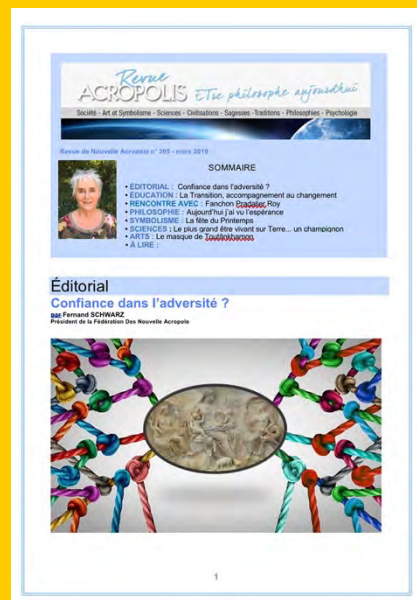 Revue
ACROPOLIS Etre philosophe aujourd'hui
Société - Art et Symbolisme - Sciences - Civilisations - Sagesses - Traditions - Philosophies - Psychologie
Revue de Nouvelle Acropole n° 305 - mars 2019
SOMMAIRE
• EDITORIAL : Confiance dans l'adversité ?
• ÉDUCATION : La Transition, accompagnement au changement
• RENCONTRE AVEC : Fanchon Pradalier Roy
• PHILOSOPHIE : Aujourd'hui j'ai vu l'espérance
• SYMBOLISME : La fête du Printemps
• SCIENCES : Le plus grand être vivant sur Terre... un champignon
• ARTS : Le masque de Toutânkhamon
• À LIRE :
Éditorial
Confiance dans l'adversité ?
par Fernand SCHWARZ
Président de la Fédération Des Nouvelle Acropole
1